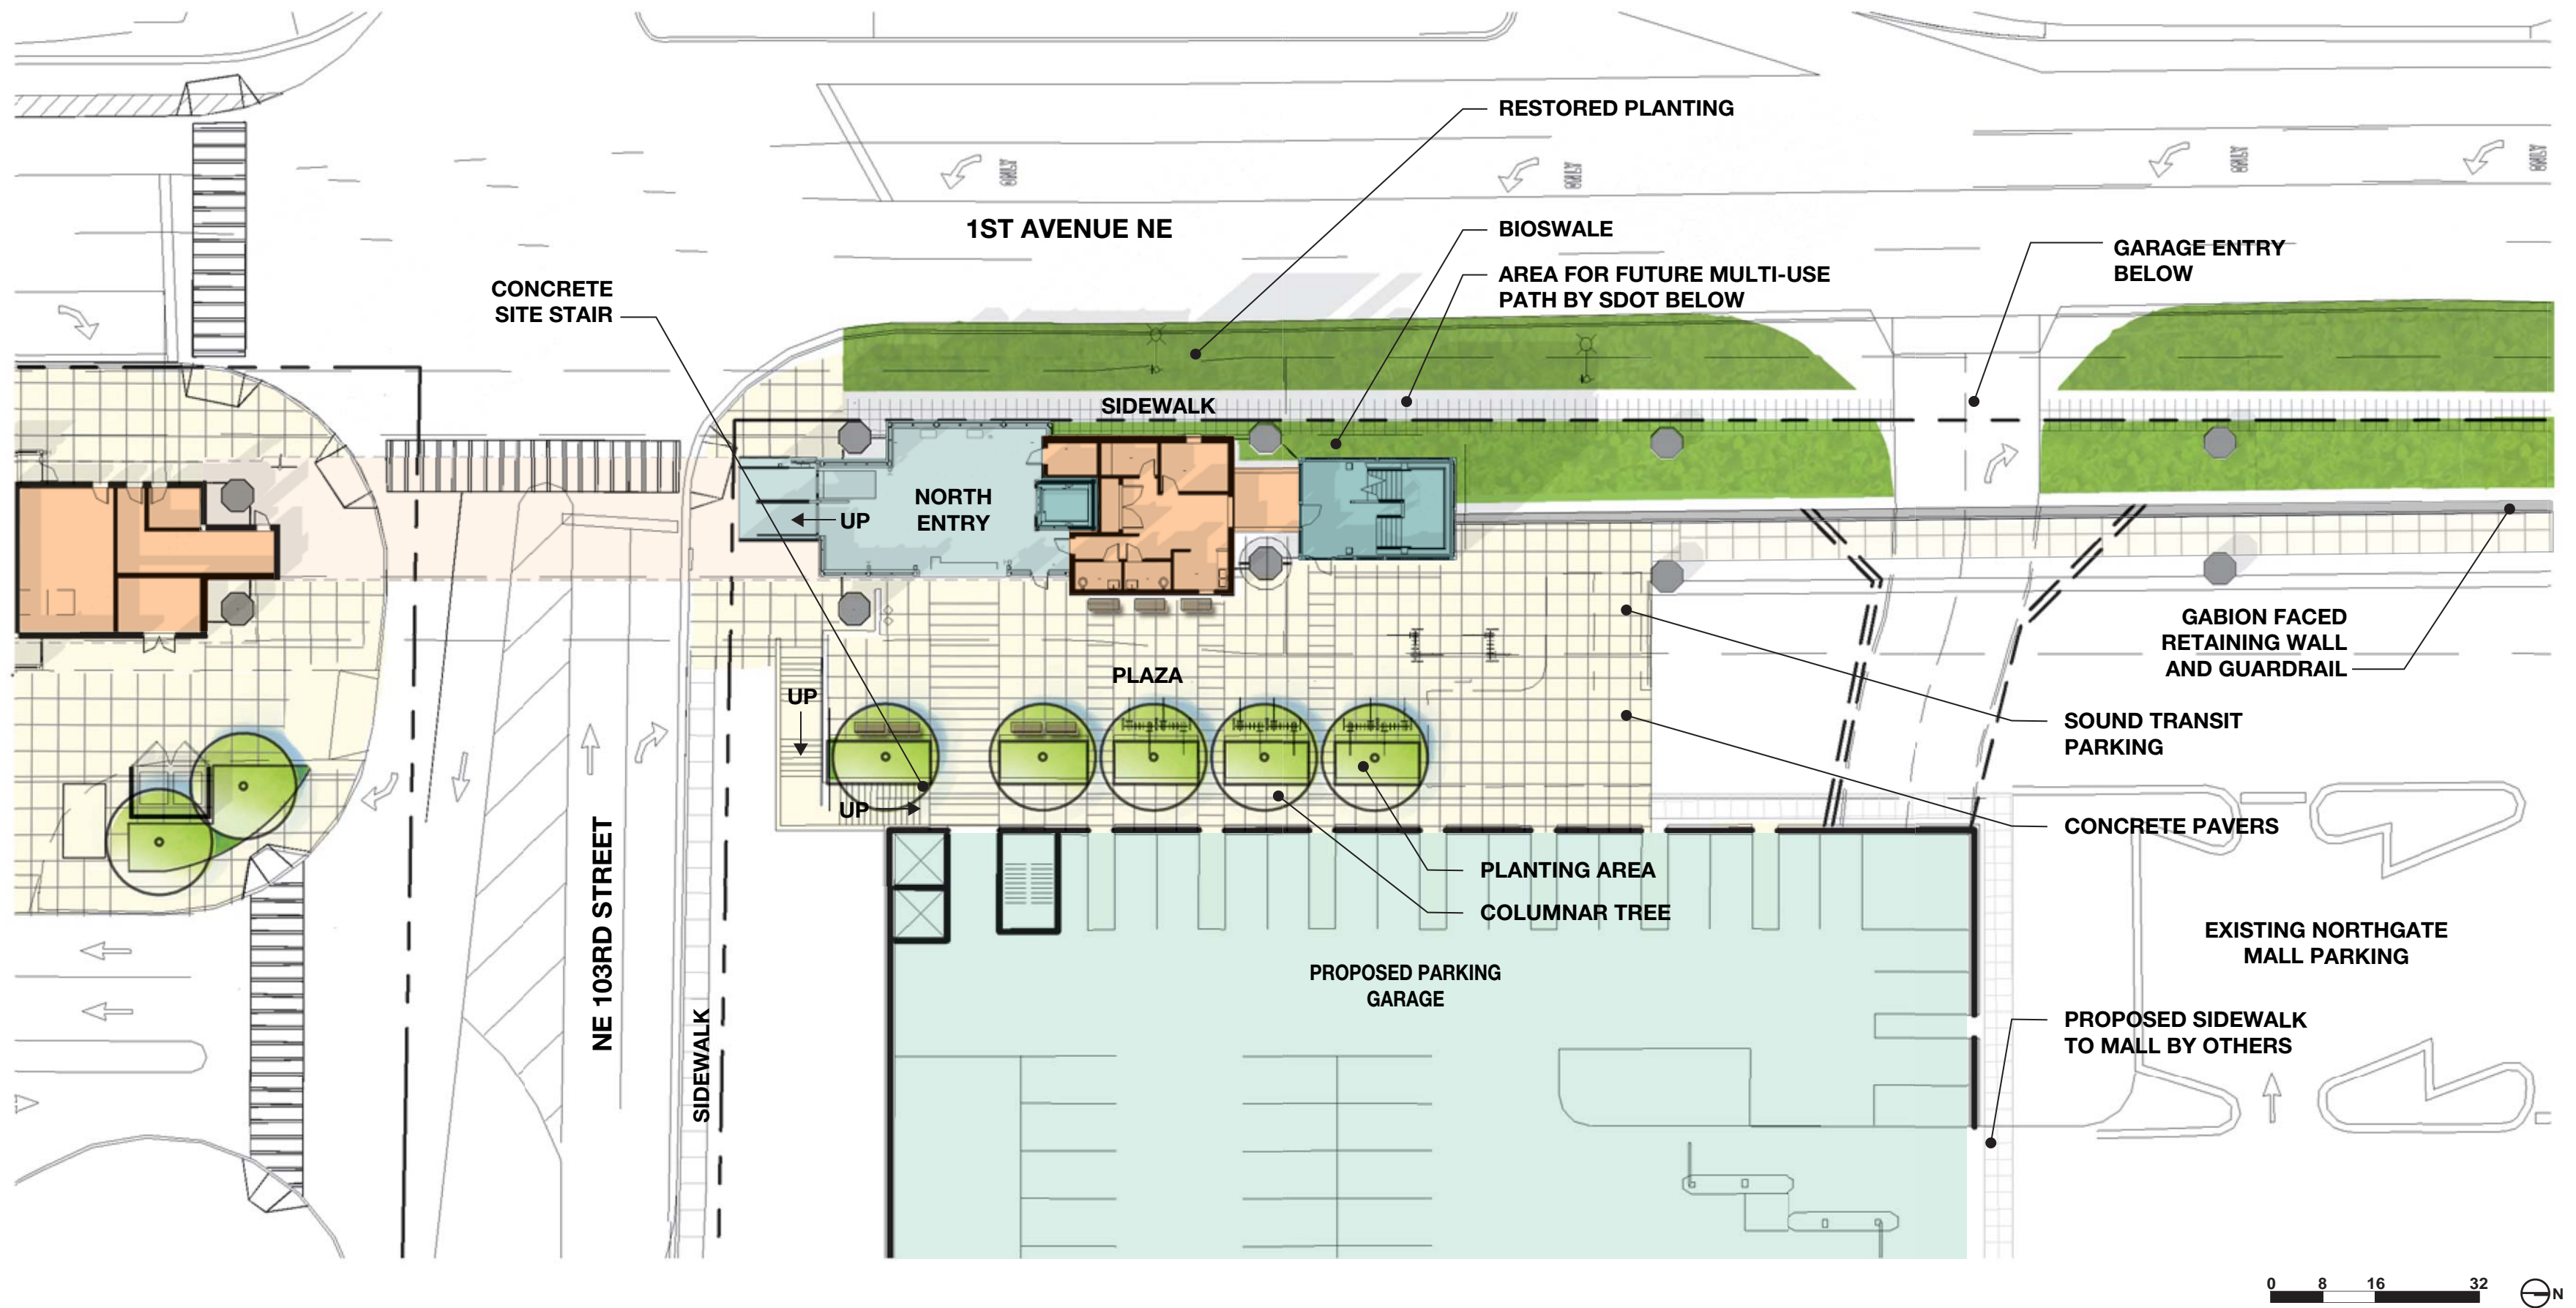 RESTORED PLANTING
ONLY
ONLY
ONLY
ONLY
1ST AVENUE NE
BIOSWALE
GARAGE ENTRY
BELOW
AREA FOR FUTURE MULTI-USE
PATH BY SDOT BELOW
CONCRETE
SITE STAIR
SIDEWALK
NORTH
ENTRY
UP
GABION FACED
RETAINING WALL
AND GUARDRAIL
PLAZA
UP
SOUND TRANSIT
PARKING
UP
CONCRETE PAVERS
PLANTING AREA
COLUMNAR TREE
NE 103RD STREET
SIDEWALK
PROPOSED PARKING
GARAGE
EXISTING NORTHGATE
MALL PARKING
PROPOSED SIDEWALK
TO MALL BY OTHERS
0 8 16 32
N